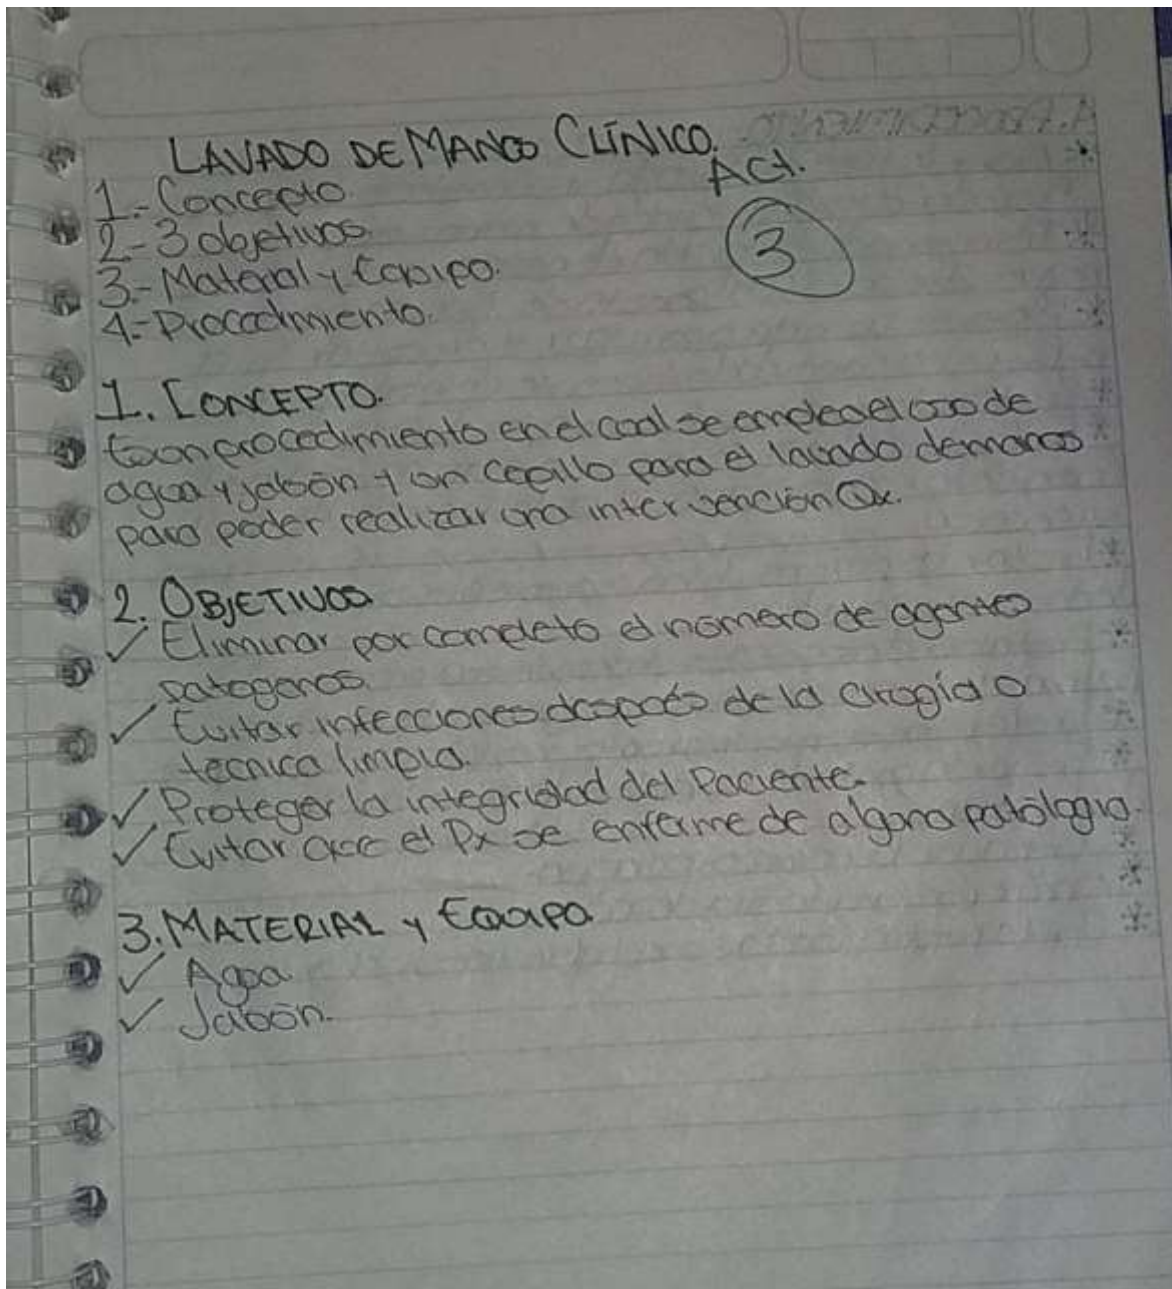 LAVADO DE MANOS CLÍNICO.
Act.
3
1.- Concepto.
2.- 3 objetivos.
3.- Material y Equipo.
4.- Procedimiento.
1. CONCEPTO.
Es un procedimiento en el cual se emplea el uso de
agua y jabón y un cepillo para el lavado de manos
para poder realizar una intervención Qx.
2. OBJETIVOS
✓ Eliminar por completo el número de agentes
patogenos.
✓ Evitar infecciones después de la cirugía o
tecnica limpia.
✓ Proteger la integridad del Paciente.
✓ Evitar que el Px se enferme de alguna patología.
3. MATERIAL y EQUIPO
✓ Agua
✓ Jabón.